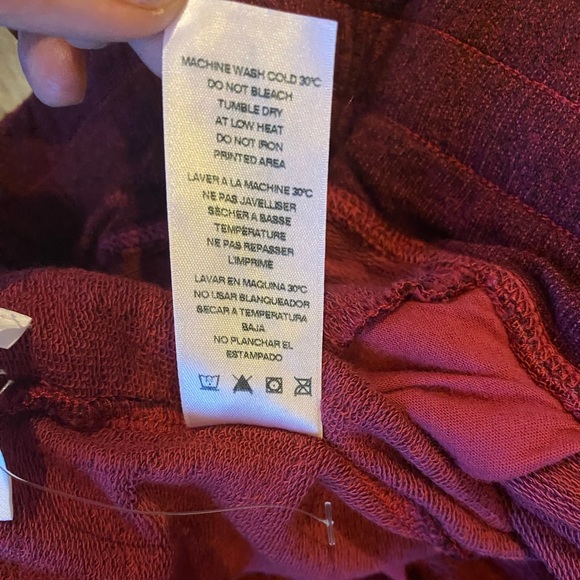 MACHINE WASH COLD 30°C
DO NOT BLEACH
TUMBLE DRY
AT LOW HEAT
DO NOT IRON
PRINTED AREA
LAVER A LA MACHINE 30°C
NE PAS JAVELLISER
SÉCHER A BASSE
TEMPÉRATURE
NE PAS REPASSER
L'IMPRIME
LAVAR EN MAQUINA 30°C
NO USAR BLANQUEADOR
SECAR A TEMPERATURA
BAJA
NO PLANCHAR EL
ESTAMPADO